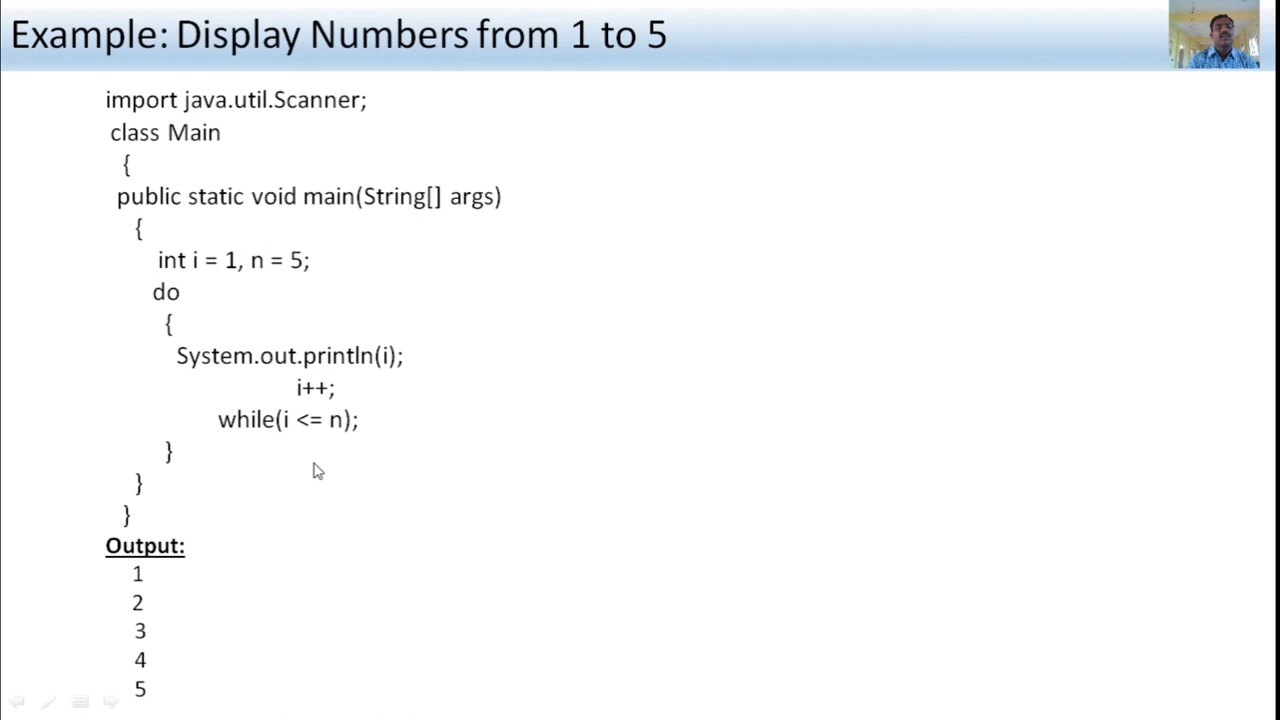 Example: Display Numbers from 1 to 5
import java.util.Scanner;
class Main
{
public static void main(String[] args)
{
int i = 1, n = 5;
do
{
System.out.println(i);
i++;
while(i <= n);
}
}
}
Output:
1
2
3
4
5